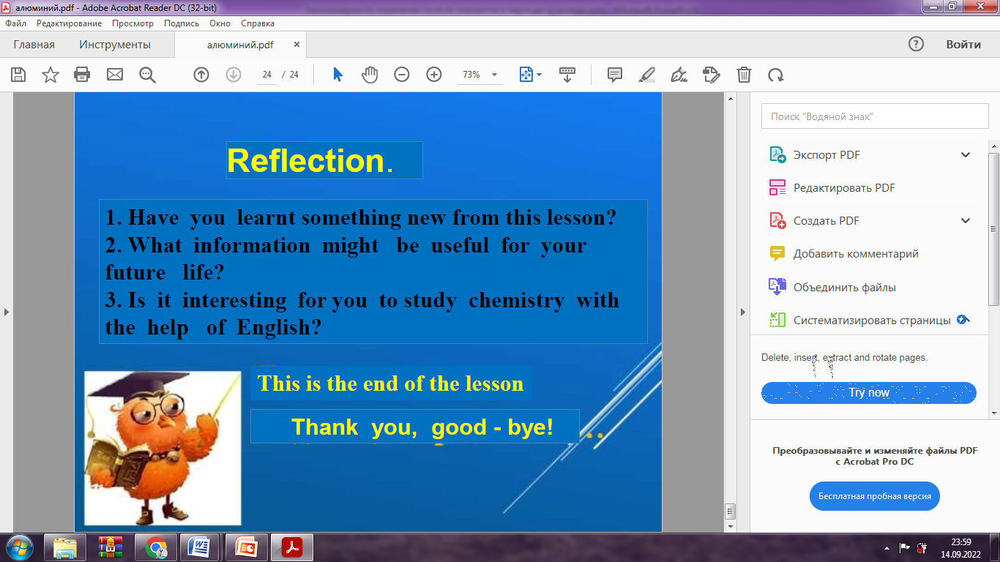 алюминий.pdf - Adobe Acrobat Reader DC (32-bit)
Файл Редактирование Просмотр Подпись Окно Справка
Главная Инструменты алюминий.pdf × ? Войти
24 / 24 73%
Reflection.
1. Have you learnt something new from this lesson?
2. What information might be useful for your
future life?
3. Is it interesting for you to study chemistry with
the help of English?
This is the end of the lesson
Thank you, good - bye!
Поиск "Водяной знак"
Экспорт PDF
Редактировать PDF
Создать PDF
Добавить комментарий
Объединить файлы
Систематизировать страницы
Delete, insert, extract and rotate pages.
Try now
Преобразовывайте и изменяйте файлы PDF
с Acrobat Pro DC
Бесплатная пробная версия
23:59
14.09.2022